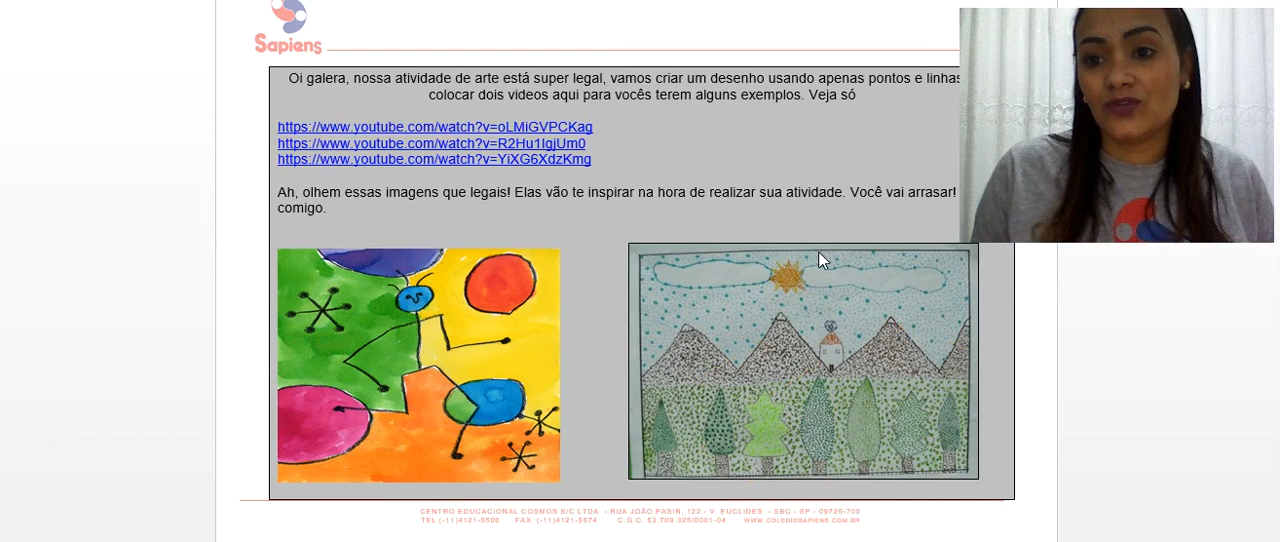 Sapiens
Oi galera, nossa atividade de arte está super legal, vamos criar um desenho usando apenas pontos e linhas
colocar dois videos aqui para vocês terem alguns exemplos. Veja só
https://www.youtube.com/watch?v=oLMiGVPCKag
https://www.youtube.com/watch?v=R2Hu1IgjUm0
https://www.youtube.com/watch?v=YiXG6XdzKmg
Ah, olhem essas imagens que legais! Elas vão te inspirar na hora de realizar sua atividade. Você vai arrasar!
comigo.
CENTRO EDUCACIONAL COSMOS S/C LTDA - RUA JOÃO PASIN, 122 - V. EUCLIDES - SBC - SP - 09725-700
TEL (-11)4121-5500 FAX (-11)4121-5574 C.G.C. 53.709.325/0001-04 WWW.COLEGIOSAPIENS.COM.BR